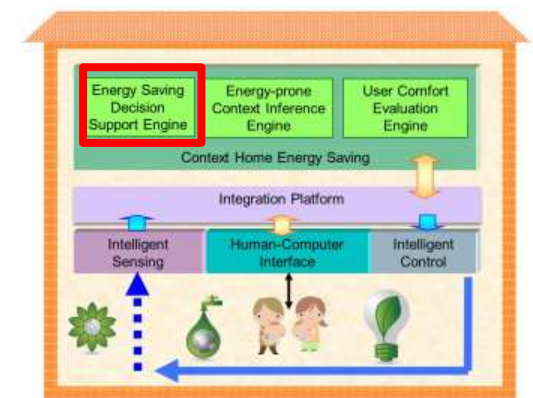 Energy Saving
Decision
Support Engine
Energy-prone
Context Inference
Engine
User Comfort
Evaluation
Engine
Context Home Energy Saving
Integration Platform
Intelligent
Sensing
Human-Computer
Interface
Intelligent
Control